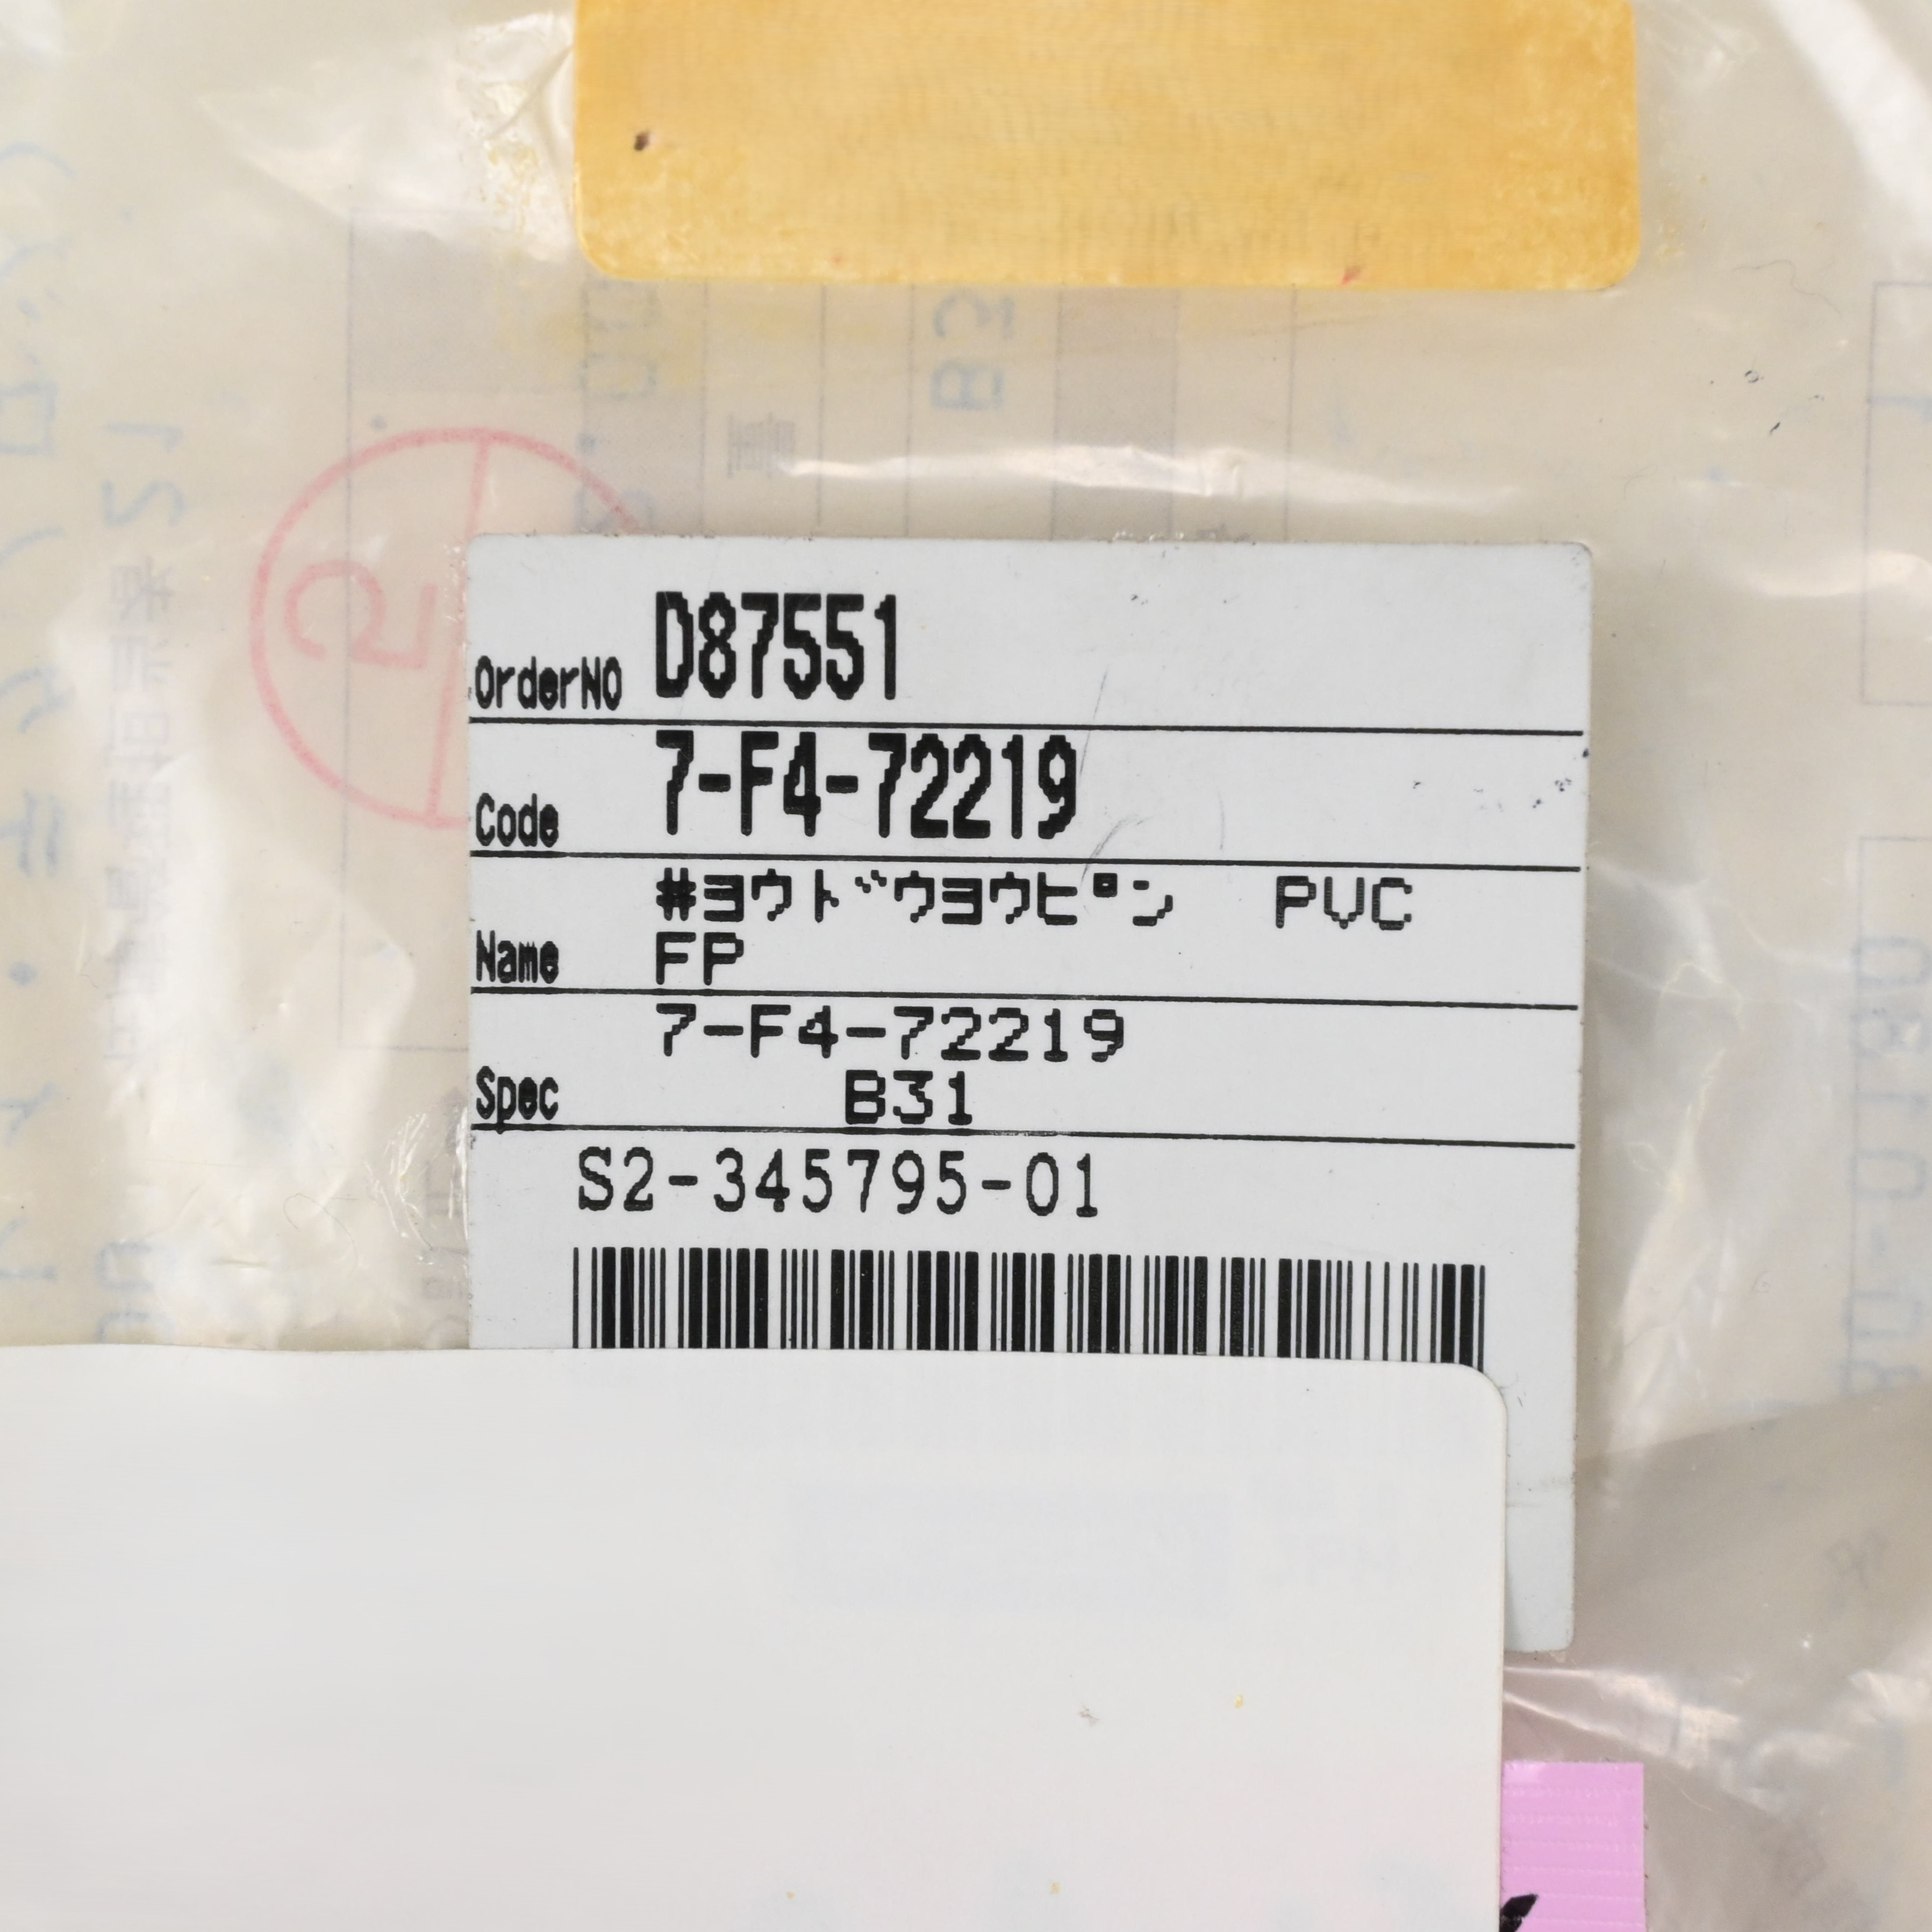 OrderNO D87551
Code 7-F4-72219
#ヨウト゛ウヨウヒ゜ン PVC
Name FP
7-F4-72219
Spec B31
S2-345795-01